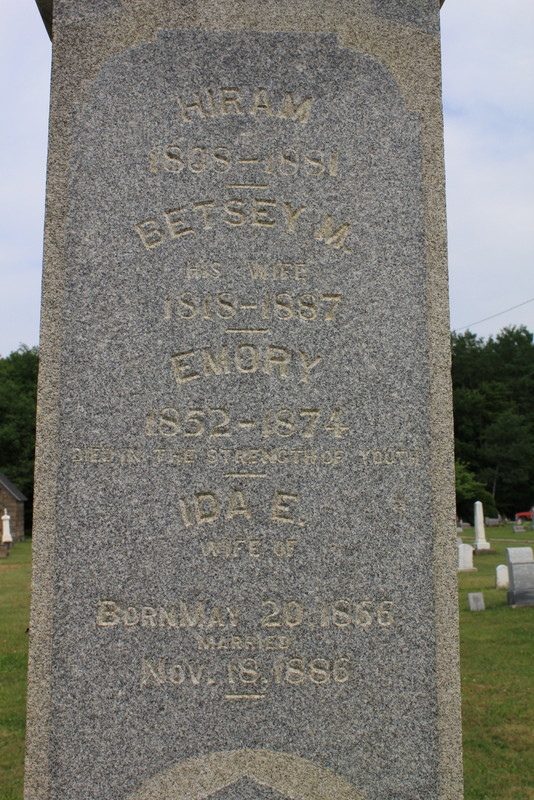 HIRAM
1808-1881
BETSEY M.
HIS WIFE
1818-1887
EMORY
1852-1874
DIED IN THE STRENGTH OF YOUTH
IDA E.
WIFE OF
BORN MAY 20, 1856
MARRIED
NOV. 18, 1886